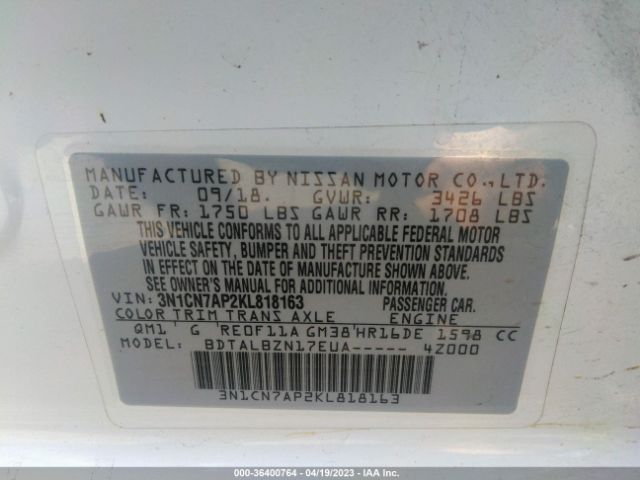 MANUFACTURED BY NISSAN MOTOR CO., LTD.
DATE: 09/18. GVWR: 3426 LBS
GAWR FR: 1750 LBS GAWR RR: 1708 LBS
THIS VEHICLE CONFORMS TO ALL APPLICABLE FEDERAL MOTOR
VEHICLE SAFETY, BUMPER AND THEFT PREVENTION STANDARDS
IN EFFECT ON THE DATE OF MANUFACTURE SHOWN ABOVE.
SEE OWNER'S MANUAL FOR ADDITIONAL INFORMATION.
VIN: 3N1CN7AP2KL818163 PASSENGER CAR.
COLOR TRIM TRANS AXLE ENGINE
QM1 G RE0F11A GM38 HR16DE 1598 CC
MODEL: BDTALBZN17EUA----- 4Z000
3N1CN7AP2KL818163
000-36400764 - 04/19/2023 - IAA Inc.